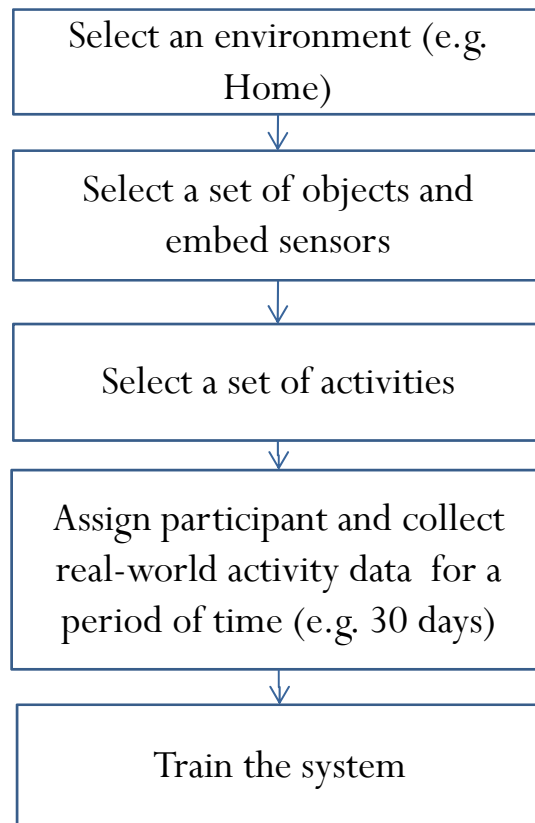 Select an environment (e.g.
Home)
Select a set of objects and
embed sensors
Select a set of activities
Assign participant and collect
real-world activity data for a
period of time (e.g. 30 days)
Train the system